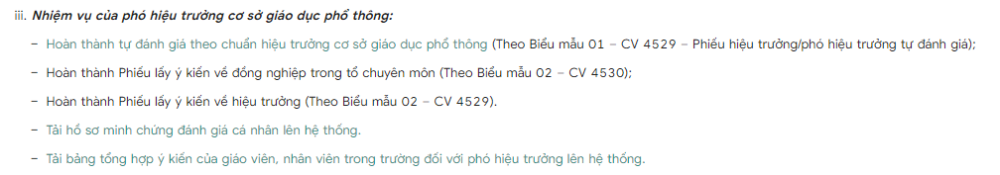 iii. Nhiệm vụ của phó hiệu trưởng cơ sở giáo dục phổ thông:
– Hoàn thành tự đánh giá theo chuẩn hiệu trưởng cơ sở giáo dục phổ thông (Theo Biểu mẫu 01 – CV 4529 – Phiếu hiệu trưởng/phó hiệu trưởng tự đánh giá);
– Hoàn thành Phiếu lấy ý kiến về đồng nghiệp trong tổ chuyên môn (Theo Biểu mẫu 02 – CV 4530);
– Hoàn thành Phiếu lấy ý kiến về hiệu trưởng (Theo Biểu mẫu 02 – CV 4529).
– Tải hồ sơ minh chứng đánh giá cá nhân lên hệ thống.
– Tải bảng tổng hợp ý kiến của giáo viên, nhân viên trong trường đối với phó hiệu trưởng lên hệ thống.